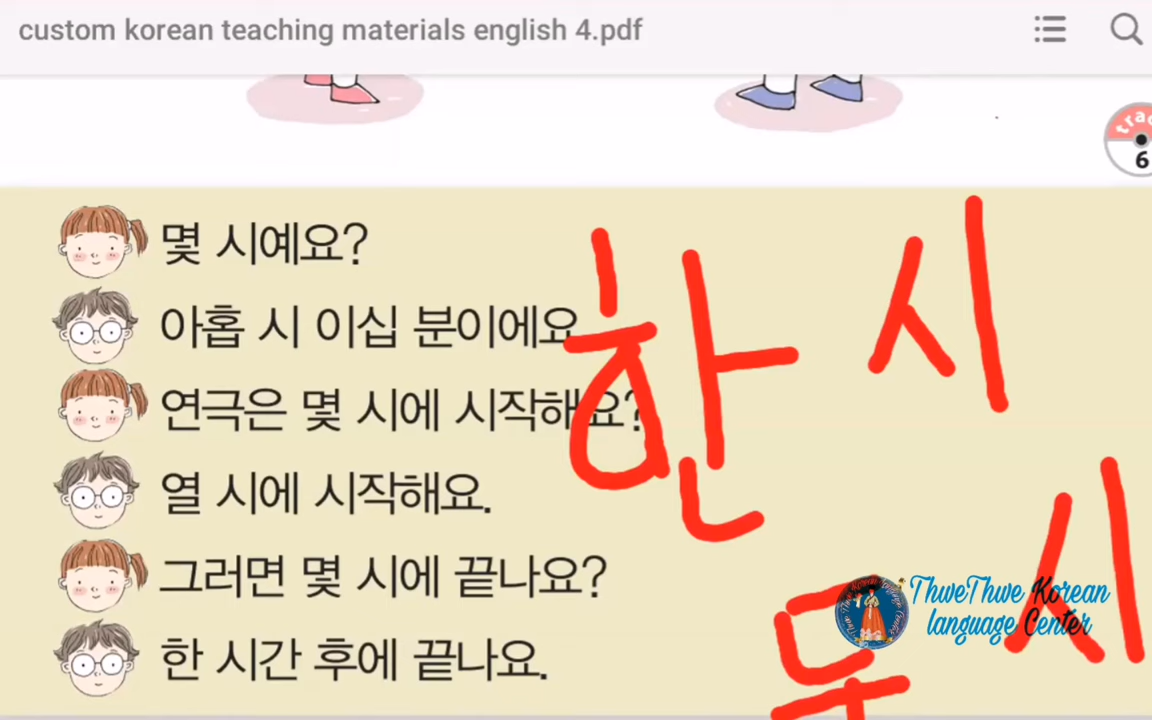 custom korean teaching materials english 4.pdf
track
6
몇 시예요?
아홉 시 이십 분이에요
연극은 몇 시에 시작해요?
열 시에 시작해요.
그러면 몇 시에 끝나요?
한 시간 후에 끝나요.
한 시
두 시
ThweThwe Korean
language Center